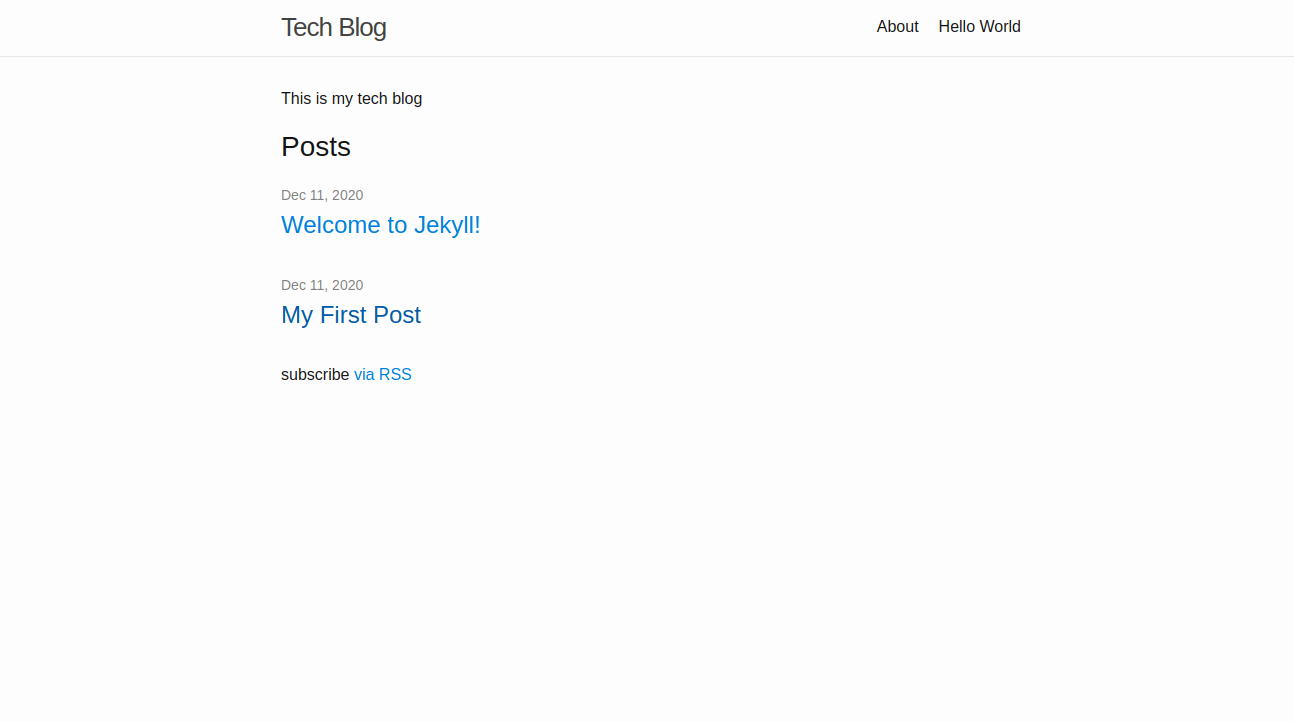 Tech Blog
About Hello World
This is my tech blog
Posts
Dec 11, 2020
Welcome to Jekyll!
Dec 11, 2020
My First Post
subscribe via RSS